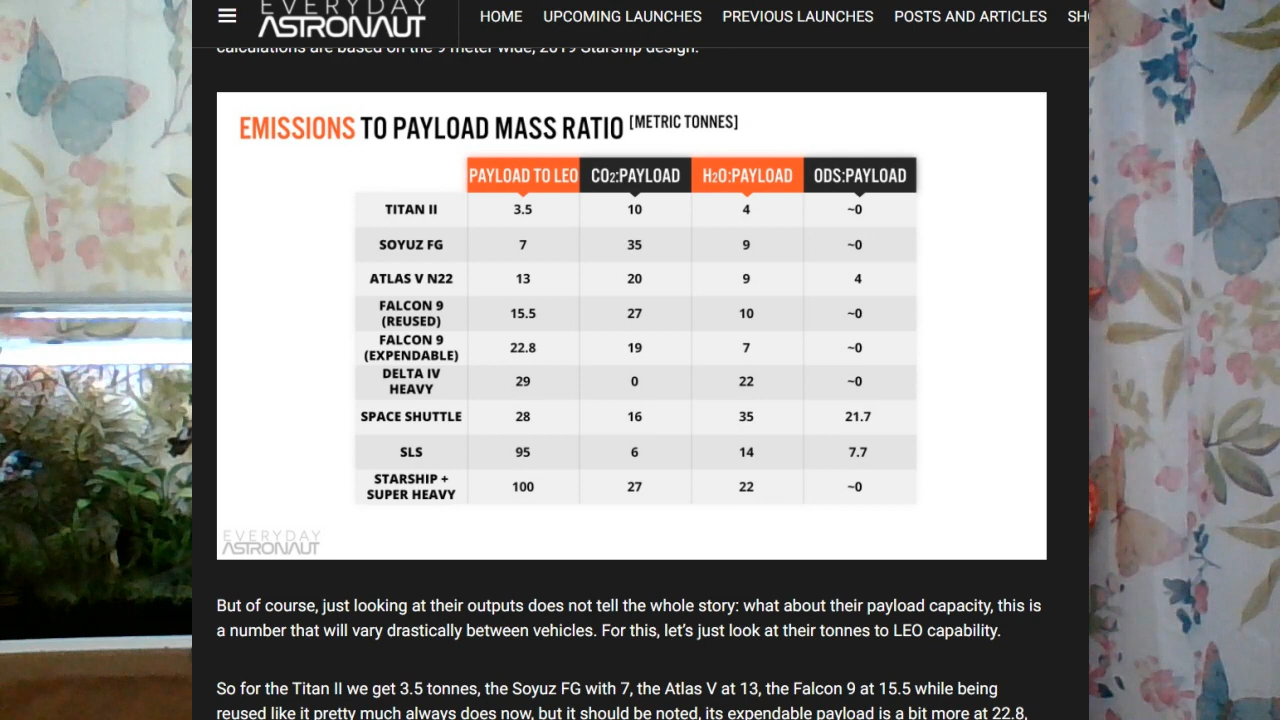 EVERYDAY
ASTRONAUT
HOME UPCOMING LAUNCHES PREVIOUS LAUNCHES POSTS AND ARTICLES
calculations are based on the 9 meter wide, 2019 Starship design.
EMISSIONS TO PAYLOAD MASS RATIO [METRIC TONNES]
PAYLOAD TO LEO CO2:PAYLOAD H2O:PAYLOAD ODS:PAYLOAD
TITAN II 3.5 10 4 ~0
SOYUZ FG 7 35 9 ~0
ATLAS V N22 13 20 9 4
FALCON 9
(REUSED) 15.5 27 10 ~0
FALCON 9
(EXPENDABLE) 22.8 19 7 ~0
DELTA IV
HEAVY 29 0 22 ~0
SPACE SHUTTLE 28 16 35 21.7
SLS 95 6 14 7.7
STARSHIP +
SUPER HEAVY 100 27 22 ~0
EVERYDAY
ASTRONAUT
But of course, just looking at their outputs does not tell the whole story: what about their payload capacity, this is
a number that will vary drastically between vehicles. For this, let's just look at their tonnes to LEO capability.
So for the Titan II we get 3.5 tonnes, the Soyuz FG with 7, the Atlas V at 13, the Falcon 9 at 15.5 while being
reused like it pretty much always does now, but it should be noted, its expendable payload is a bit more at 22.8,